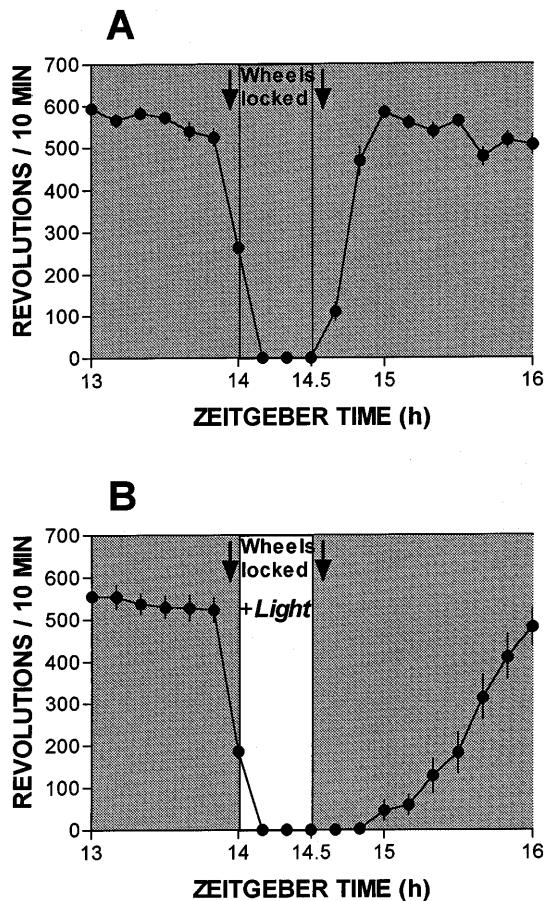 A
700
600
500
400
300
200
100
0
REVOLUTIONS / 10 MIN
Wheels
locked
13
14
14.5
15
16
ZEITGEBER TIME (h)
B
700
600
500
400
300
200
100
0
REVOLUTIONS / 10 MIN
Wheels
locked
+Light
13
14
14.5
15
16
ZEITGEBER TIME (h)